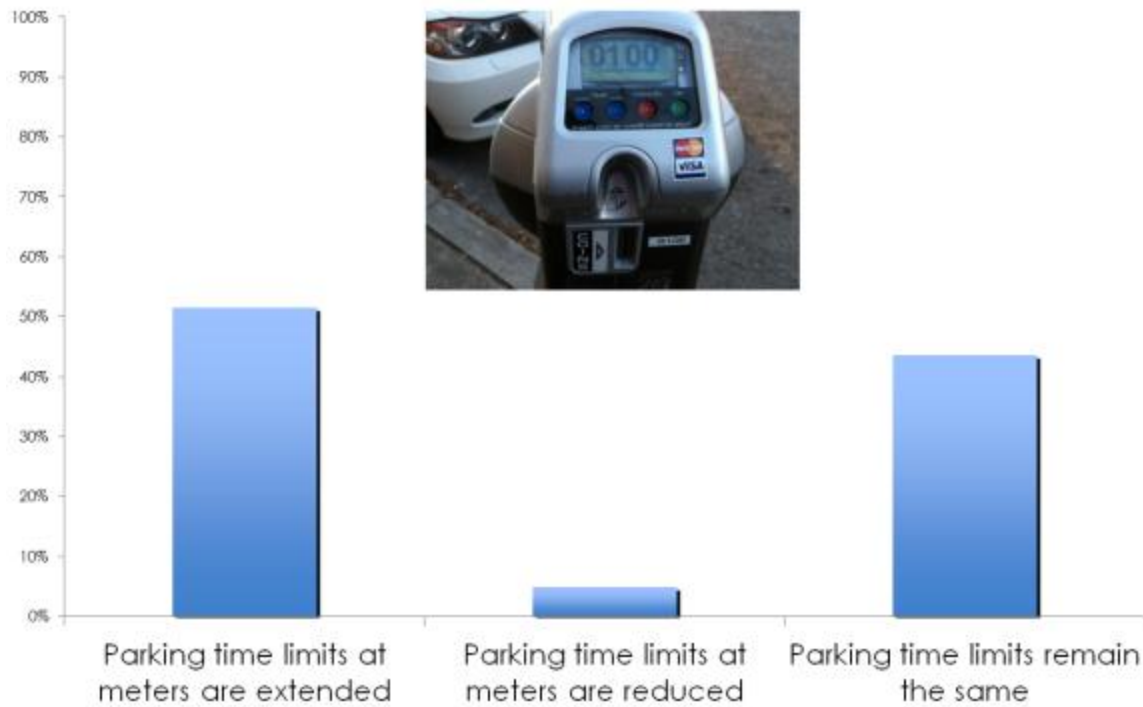 100%
90%
80%
70%
60%
50%
40%
30%
20%
10%
0%
0100
VISA
COINS
Parking time limits at
meters are extended
Parking time limits at
meters are reduced
Parking time limits remain
the same